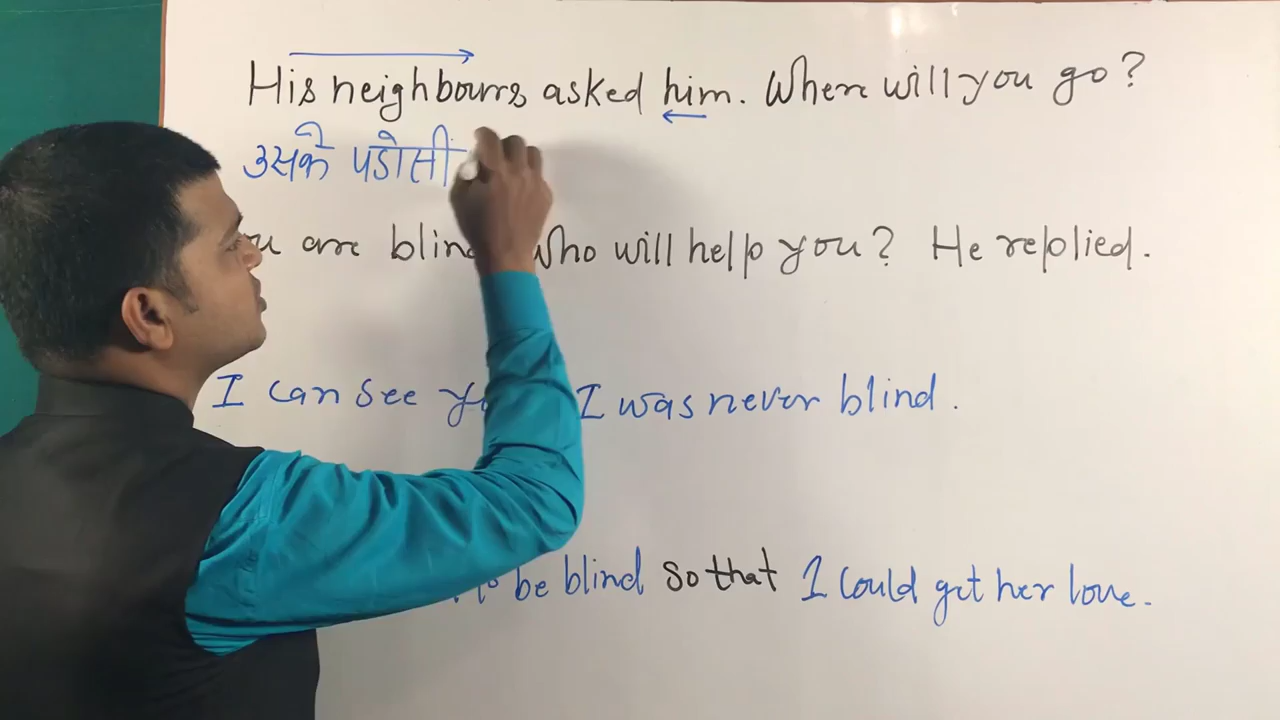 His neighbours asked him. Where will you go?
उसके पडोसी
are blind who will help you? He replied.
I can see I was never blind.
be blind so that I could get her love.